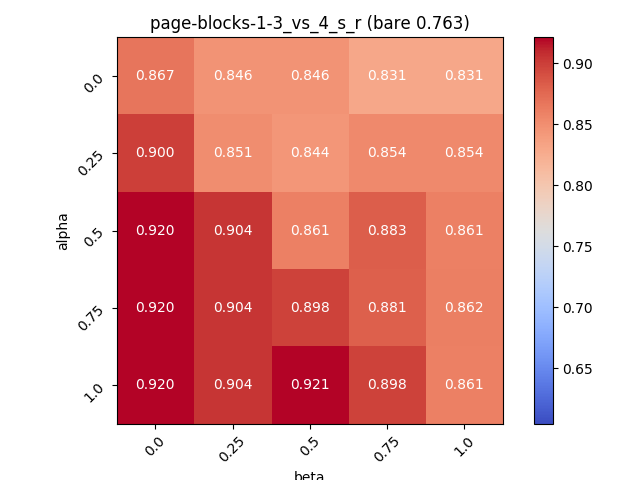 page-blocks-1-3_vs_4_s_r (bare 0.763)
alpha
0.0
0.867 0.846 0.846 0.831 0.831
0.25
0.900 0.851 0.844 0.854 0.854
0.5
0.920 0.904 0.861 0.883 0.861
0.75
0.920 0.904 0.898 0.881 0.862
1.0
0.920 0.904 0.921 0.898 0.861
0.0 0.25 0.5 0.75 1.0
beta
0.90
0.85
0.80
0.75
0.70
0.65